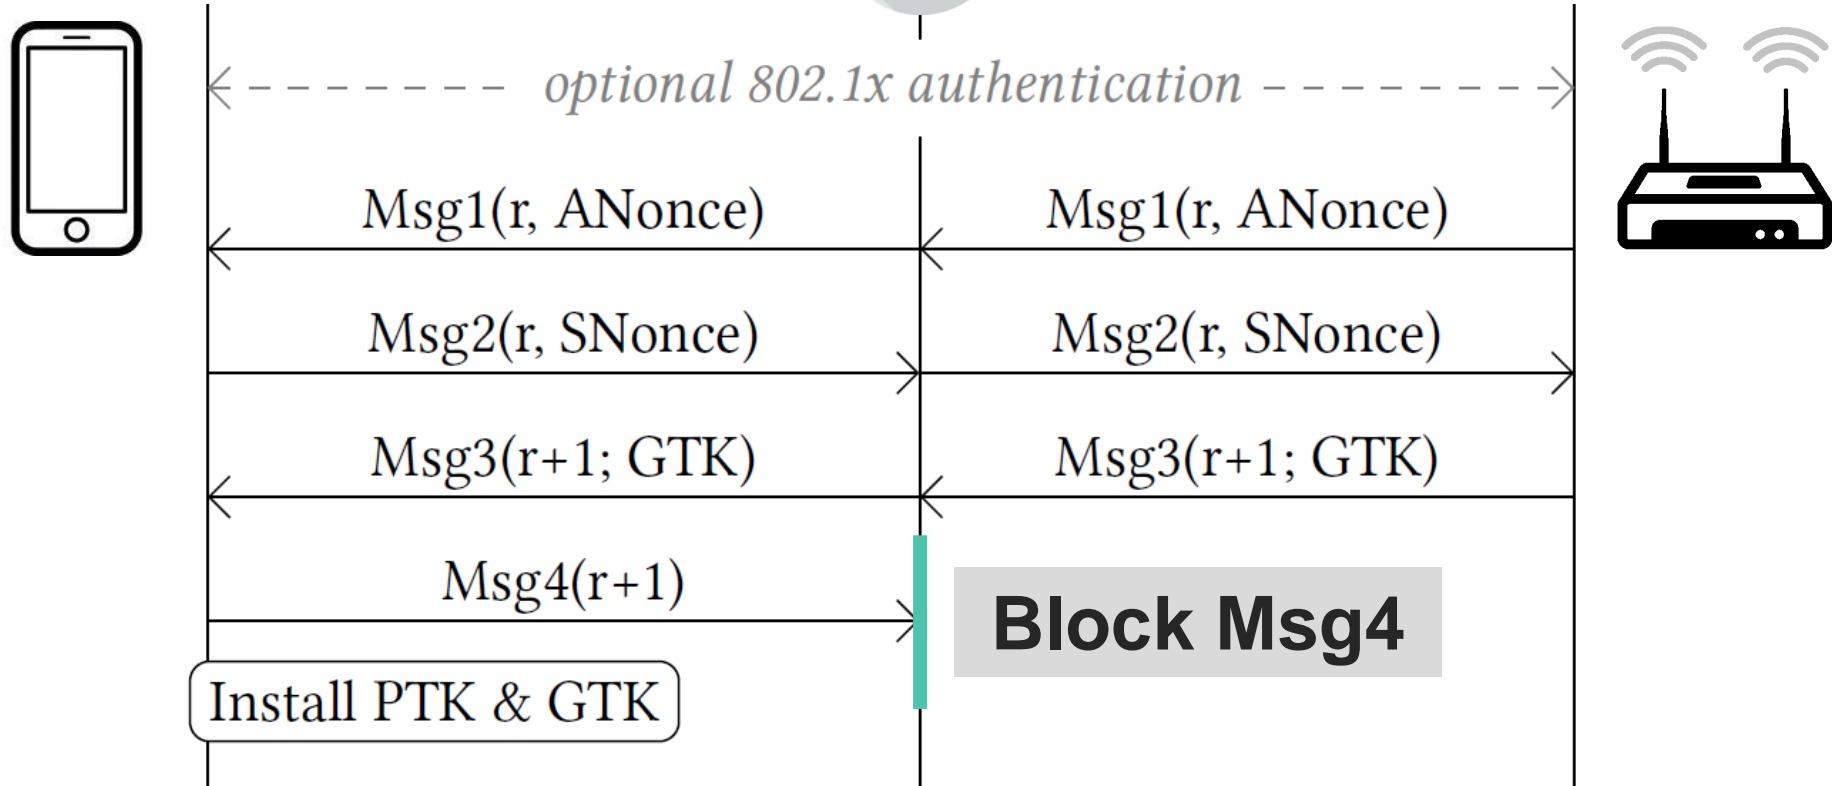 optional 802.1x authentication
Msg1(r, ANonce)
Msg1(r, ANonce)
Msg2(r, SNonce)
Msg2(r, SNonce)
Msg3(r+1; GTK)
Msg3(r+1; GTK)
Msg4(r+1)
Block Msg4
Install PTK & GTK